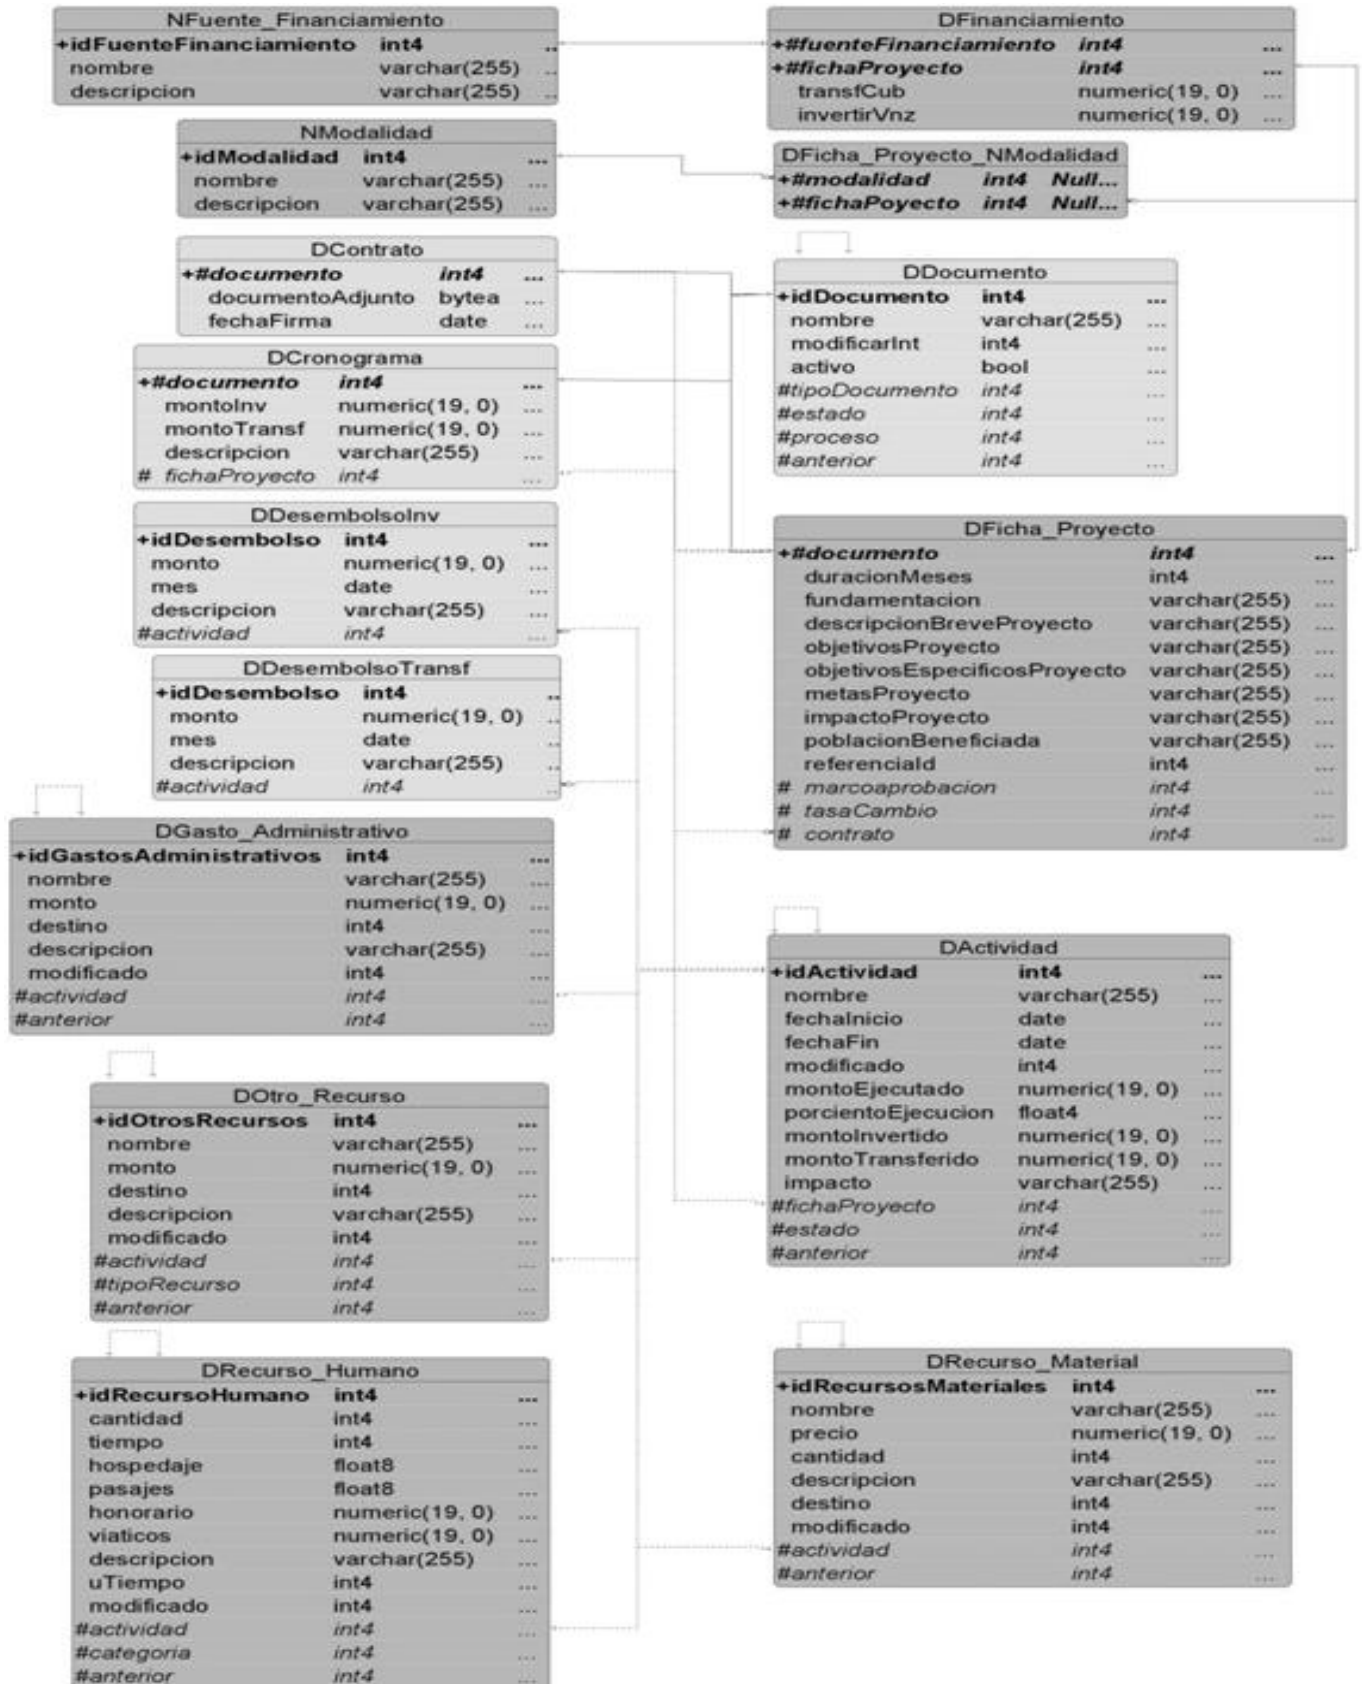 NFuente_Financiamiento
+idFuenteFinanciamiento int4 ..
nombre varchar(255) ..
descripcion varchar(255) ..
DFinanciamiento
+#fuenteFinanciamiento int4 ...
+#fichaProyecto int4 ...
transfCub numeric(19, 0) ...
invertirVnz numeric(19, 0) ...
NModalidad
+idModalidad int4 ...
nombre varchar(255) ...
descripcion varchar(255) ...
DFicha_Proyecto_NModalidad
+#modalidad int4 Null...
+#fichaPoyecto int4 Null...
DContrato
+#documento int4 ...
documentoAdjunto bytea ...
fechaFirma date ...
DDocumento
+idDocumento int4 ...
nombre varchar(255) ...
modificarInt int4 ...
activo bool ...
#tipoDocumento int4 ...
#estado int4 ...
#proceso int4 ...
#anterior int4 ...
DCronograma
+#documento int4 ...
montoInv numeric(19, 0) ...
montoTransf numeric(19, 0) ...
descripcion varchar(255) ...
# fichaProyecto int4 ...
DDesembolsoInv
+idDesembolso int4 ...
monto numeric(19, 0) ...
mes date ...
descripcion varchar(255) ...
#actividad int4 ...
DFicha_Proyecto
+#documento int4 ...
duracionMeses int4 ...
fundamentacion varchar(255) ...
descripcionBreveProyecto varchar(255) ...
objetivosProyecto varchar(255) ...
objetivosEspecificosProyecto varchar(255) ...
metasProyecto varchar(255) ...
impactoProyecto varchar(255) ...
poblacionBeneficiada varchar(255) ...
referenciaId int4 ...
# marcoaprobacion int4 ...
# tasaCambio int4 ...
# contrato int4 ...
DDesembolsoTransf
+idDesembolso int4 ..
monto numeric(19, 0) ..
mes date ..
descripcion varchar(255) ..
#actividad int4 ..
DGasto_Administrativo
+idGastosAdministrativos int4 ...
nombre varchar(255) ...
monto numeric(19, 0) ...
destino int4 ...
descripcion varchar(255) ...
modificado int4 ...
#actividad int4 ...
#anterior int4 ...
DActividad
+idActividad int4 ...
nombre varchar(255) ...
fechaInicio date ...
fechaFin date ...
modificado int4 ...
montoEjecutado numeric(19, 0) ...
porcientoEjecucion float4 ...
montoInvertido numeric(19, 0) ...
montoTransferido numeric(19, 0) ...
impacto varchar(255) ...
#fichaProyecto int4 ...
#estado int4 ...
#anterior int4 ...
DOtro_Recurso
+idOtrosRecursos int4 ...
nombre varchar(255) ...
monto numeric(19, 0) ...
destino int4 ...
descripcion varchar(255) ...
modificado int4 ...
#actividad int4 ...
#tipoRecurso int4 ...
#anterior int4 ...
DRecurso_Humano
+idRecursoHumano int4 ...
cantidad int4 ...
tiempo int4 ...
hospedaje float8 ...
pasajes float8 ...
honorario numeric(19, 0) ...
viaticos numeric(19, 0) ...
descripcion varchar(255) ...
uTiempo int4 ...
modificado int4 ...
#actividad int4 ...
#categoria int4 ...
#anterior int4 ...
DRecurso_Material
+idRecursosMateriales int4 ...
nombre varchar(255) ...
precio numeric(19, 0) ...
cantidad int4 ...
descripcion varchar(255) ...
destino int4 ...
modificado int4 ...
#actividad int4 ...
#anterior int4 ...